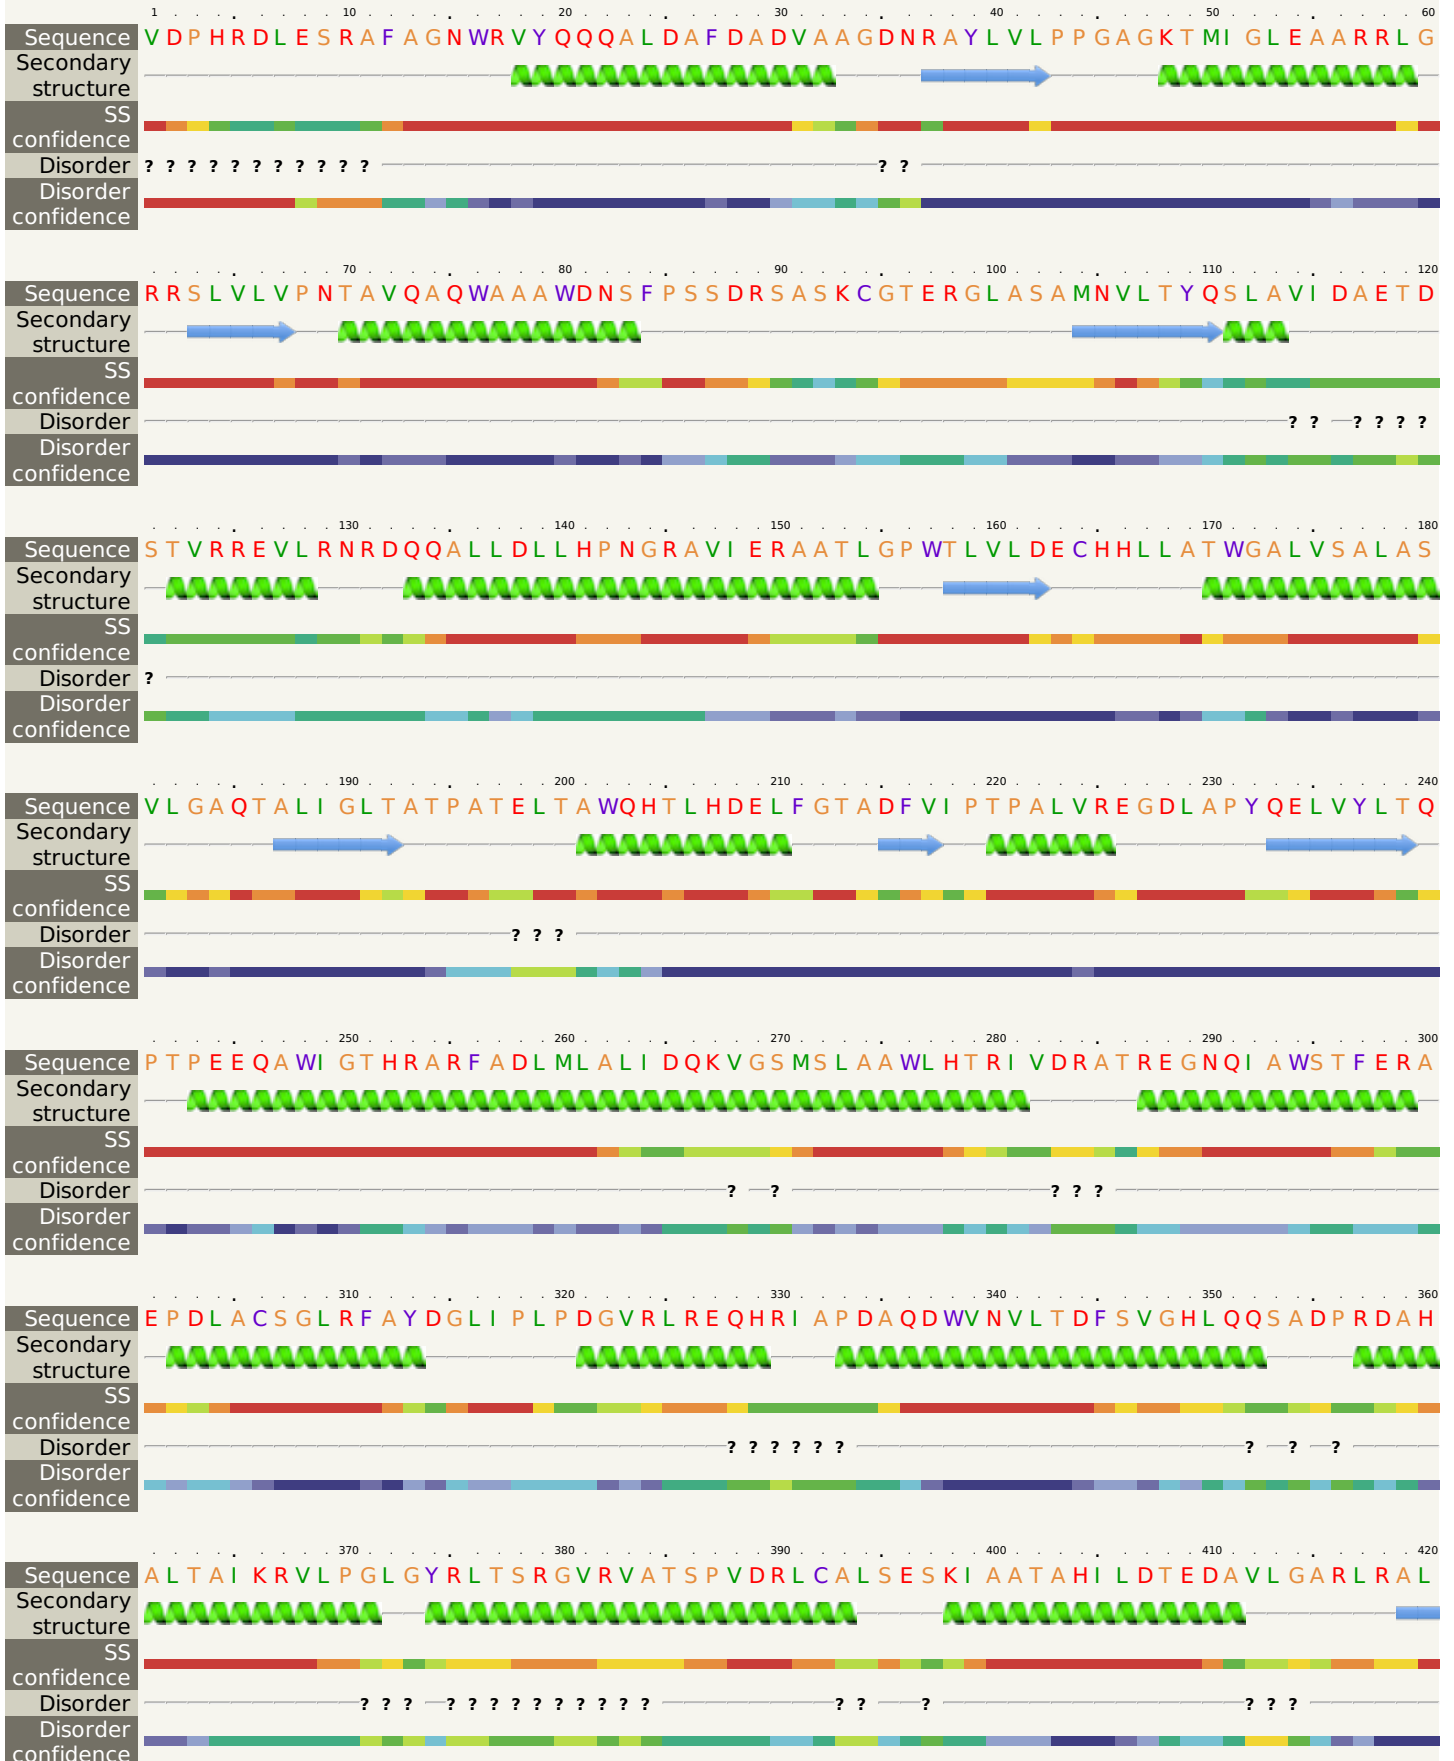 1 10 20 30 40 50 60
Sequence VDPHRDLESRAFAGNWRVYQQQALDAFDADVAAGDNRAYLVLPPGAGKTMIGLEAARRLG
Secondary
structure
SS
confidence
Disorder ? ? ? ? ? ? ? ? ? ? ? ? ?
Disorder
confidence
70 80 90 100 110 120
Sequence RRSLVLVPNTAVQAQWAAAWDNSFPSSDRSASKCGTERGLASAMNVLTYQSLAVIDAETD
Secondary
structure
SS
confidence
Disorder ? ? ? ? ? ?
Disorder
confidence
130 140 150 160 170 180
Sequence STVRREVLRNRDQQALLDLLHPNGRAVIERAATLGPWTLVLDECHHLLATWGALVSALAS
Secondary
structure
SS
confidence
Disorder ?
Disorder
confidence
190 200 210 220 230 240
Sequence VLGAQTALIGLTATPATELTAWQHTLHDELFGTADFVIPTPALVREGDLAPYQELVYLTQ
Secondary
structure
SS
confidence
Disorder ? ? ?
Disorder
confidence
250 260 270 280 290 300
Sequence PTPEEQAWIGTHRARFADLMLALIDQKVGSMSLAAWLHTRIVDRATREGNQIAWSTFERA
Secondary
structure
SS
confidence
Disorder ? ? ? ? ?
Disorder
confidence
310 320 330 340 350 360
Sequence EPDLACSGLRFAYDGLIPLPDGVRLREQHRIAPDAQDWVNVLTDFSVGHLQQSADPRDAH
Secondary
structure
SS
confidence
Disorder ? ? ? ? ? ? ? ? ?
Disorder
confidence
370 380 390 400 410 420
Sequence ALTAIKRVLPGLGYRLTSRGVRVATSPVDRLCALSESKIAATAHILDTEDAVLGARLRAL
Secondary
structure
SS
confidence
Disorder ? ? ? ? ? ? ? ? ? ? ? ? ? ? ? ? ? ? ?
Disorder
confidence